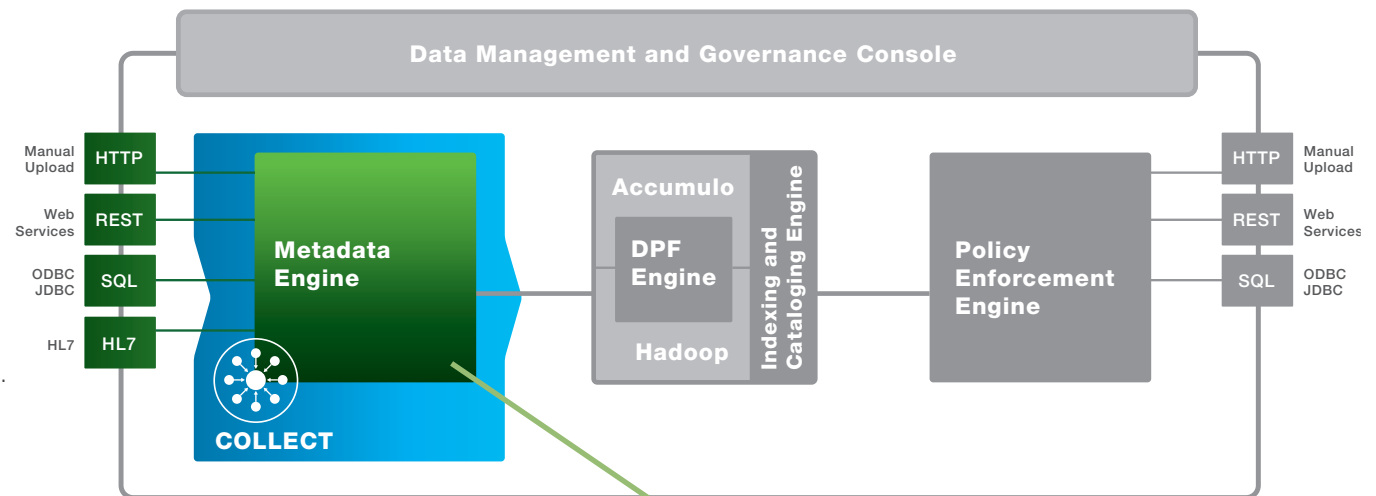 Data Management and Governance Console
Manual
Upload
HTTP
Web
Services
REST
ODBC
JDBC
SQL
HL7
HL7
Metadata
Engine
COLLECT
Accumulo
DPF
Engine
Hadoop
Indexing and
Cataloging Engine
Policy
Enforcement
Engine
HTTP
Manual
Upload
REST
Web
Services
SQL
ODBC
JDBC
.